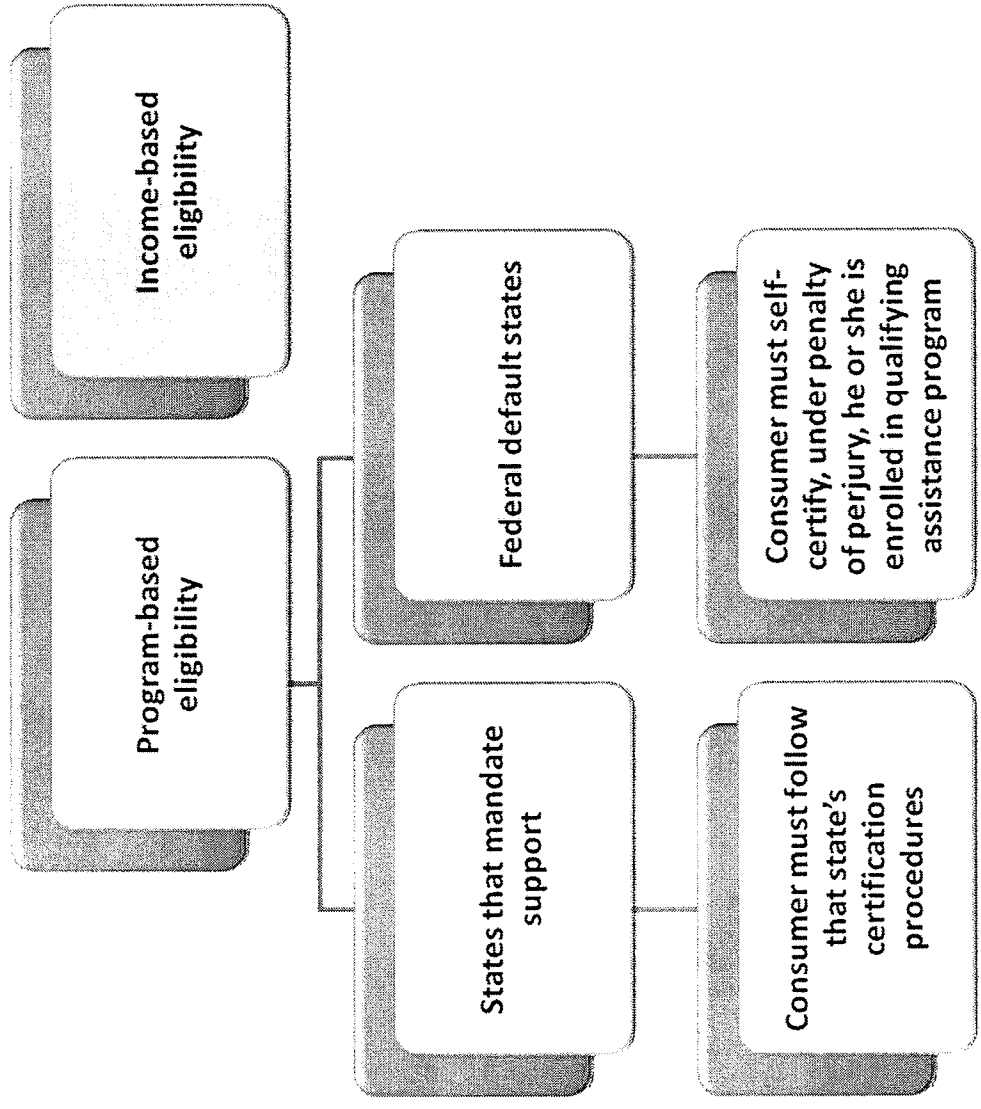 Program-based
eligibility
Income-based
eligibility
States that mandate
support
Federal default states
Consumer must follow
that state's
certification
procedures
Consumer must self-
certify, under penalty
of perjury, he or she is
enrolled in qualifying
assistance program